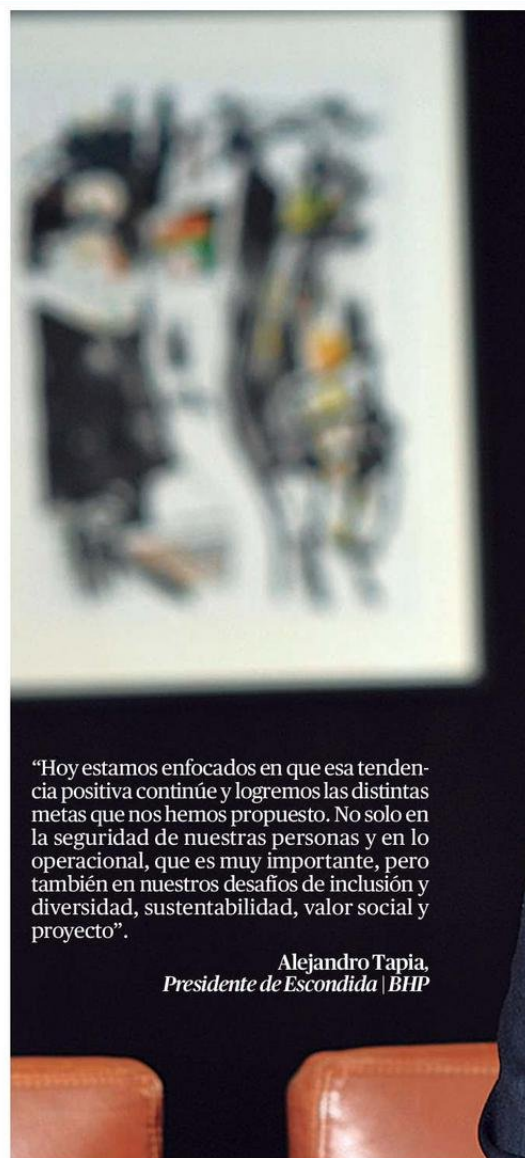 “Hoy estamos enfocados en que esa tenden-
cia positiva continúe y logremos las distintas
metas que nos hemos propuesto. No solo en
la seguridad de nuestras personas y en lo
operacional, que es muy importante, pero
también en nuestros desafíos de inclusión y
diversidad, sustentabilidad, valor social y
proyecto”.
Alejandro Tapia,
Presidente de Escondida | BHP